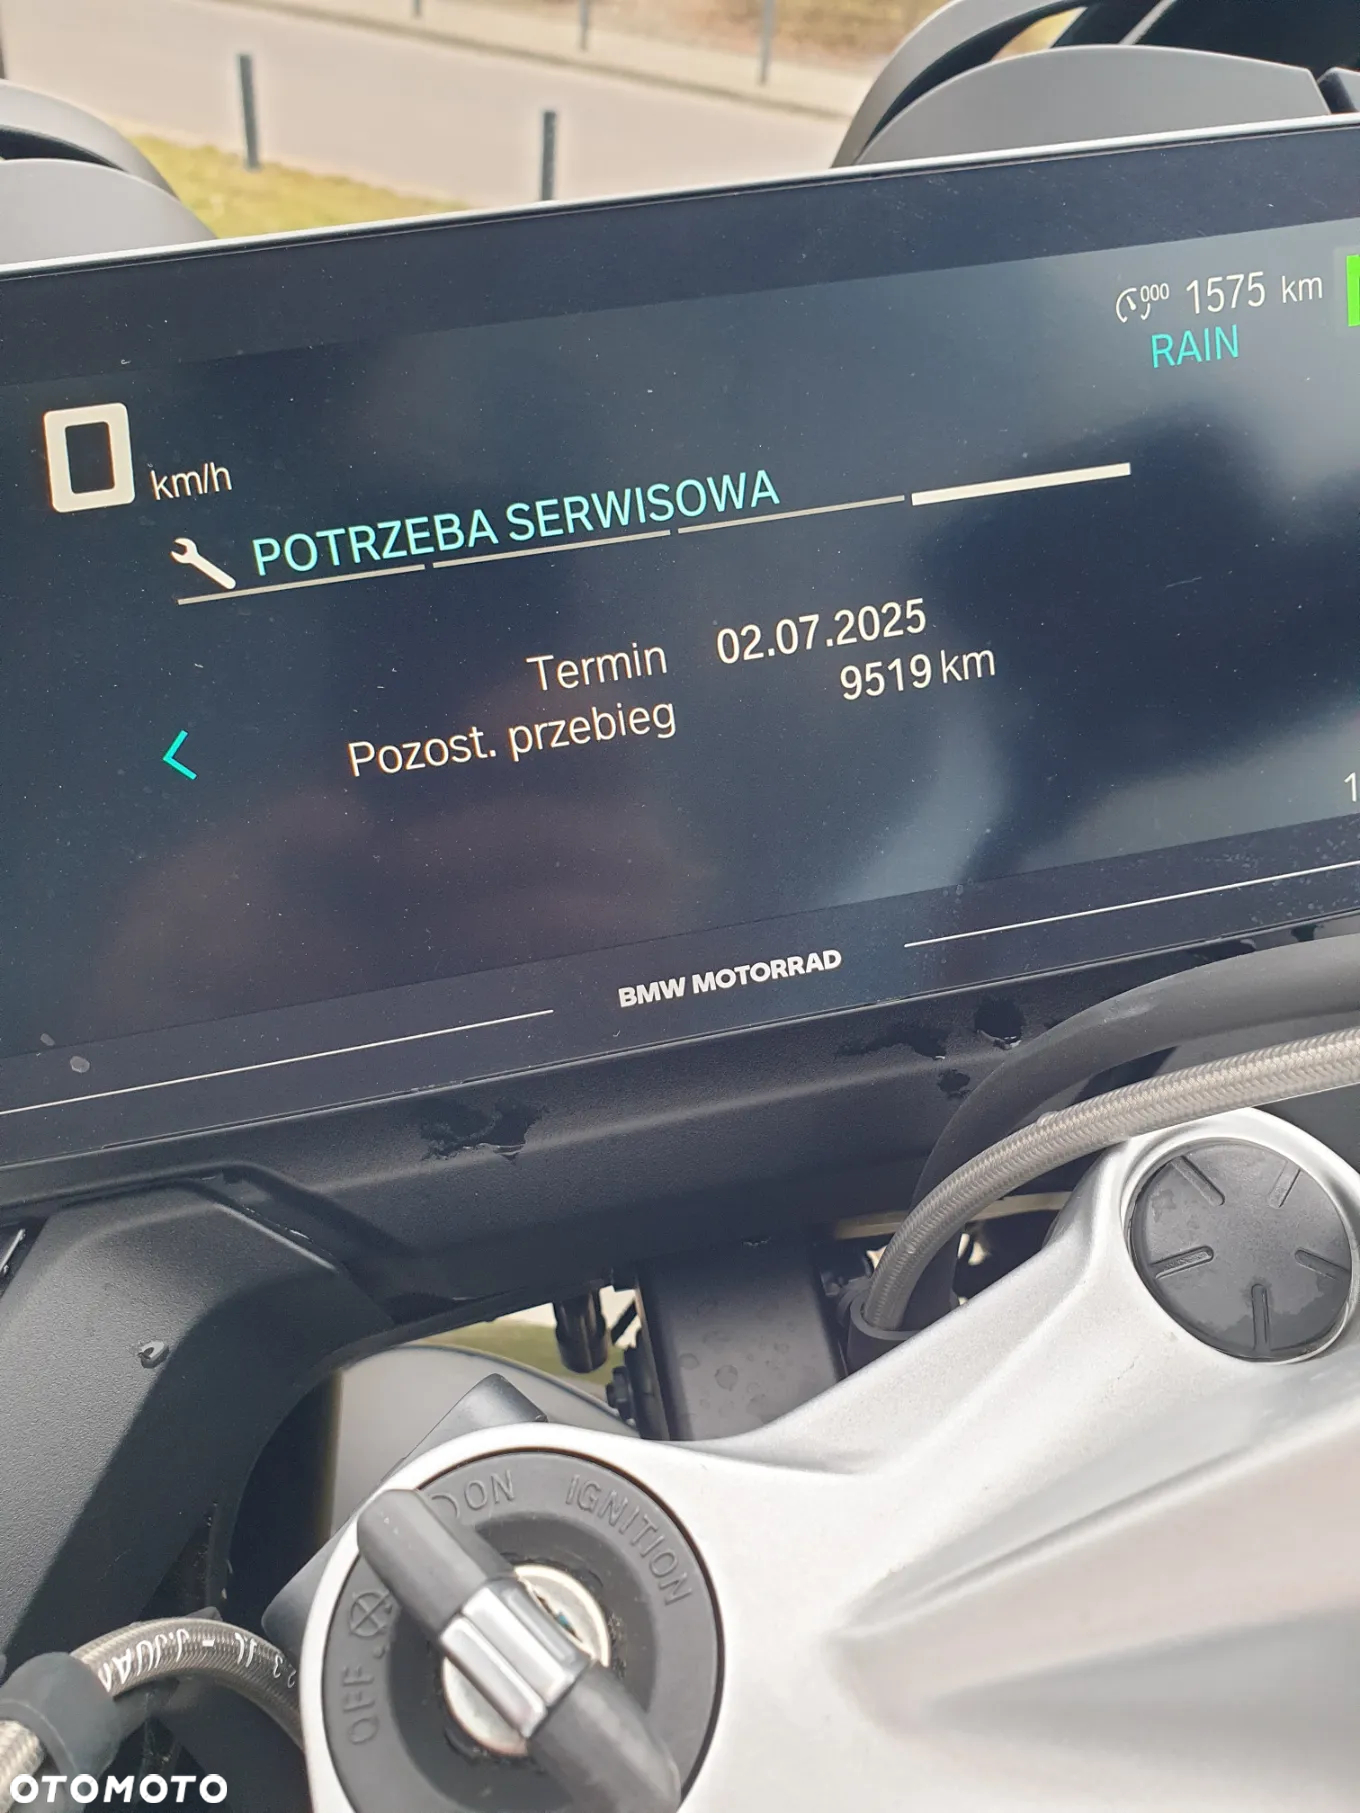 000 1575 km
RAIN
0 km/h
POTRZEBA SERWISOWA
Termin 02.07.2025
Pozost. przebieg 9519 km
BMW MOTORRAD
ON IGNITION
OFF
OTOMOTO